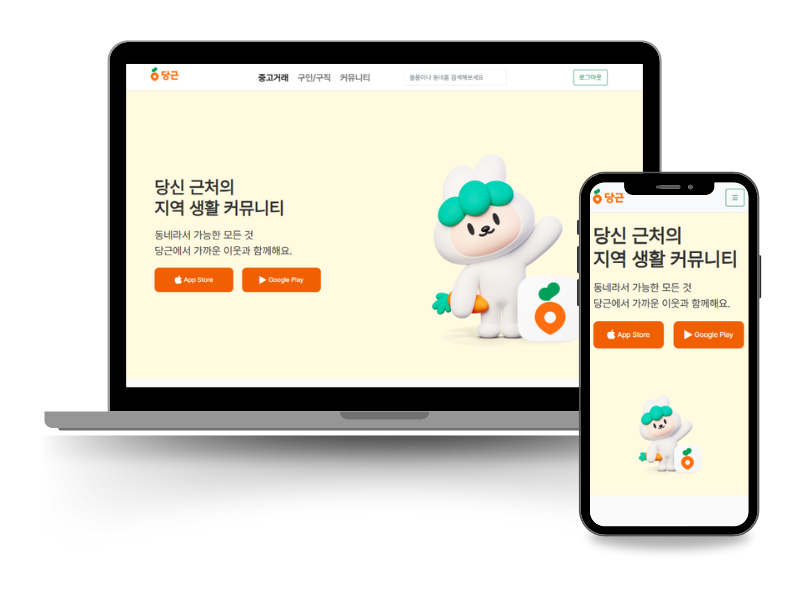 당근
중고거래 구인/구직 커뮤니티
물품이나 동네를 검색해보세요
로그아웃
당신 근처의
지역 생활 커뮤니티
동네라서 가능한 모든 것
당근에서 가까운 이웃과 함께해요.
App Store
Google Play
당근
당신 근처의
지역 생활 커뮤니티
동네라서 가능한 모든 것
당근에서 가까운 이웃과 함께해요.
App Store
Google Play